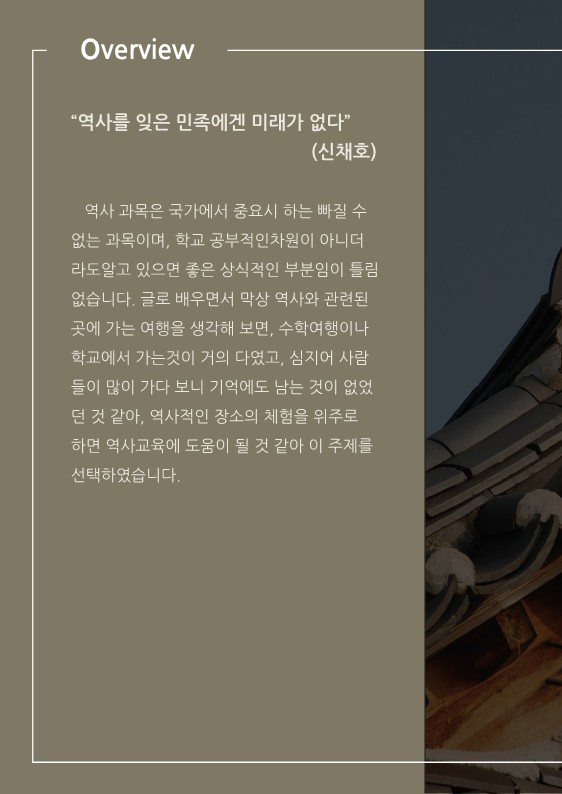 Overview
“역사를 잊은 민족에겐 미래가 없다”
(신채호)
역사 과목은 국가에서 중요시 하는 빠질 수
없는 과목이며, 학교 공부적인차원이 아니더
라도알고 있으면 좋은 상식적인 부분임이 틀림
없습니다. 글로 배우면서 막상 역사와 관련된
곳에 가는 여행을 생각해 보면, 수학여행이나
학교에서 가는것이 거의 다였고, 심지어 사람
들이 많이 가다 보니 기억에도 남는 것이 없었
던 것 같아, 역사적인 장소의 체험을 위주로
하면 역사교육에 도움이 될 것 같아 이 주제를
선택하였습니다.